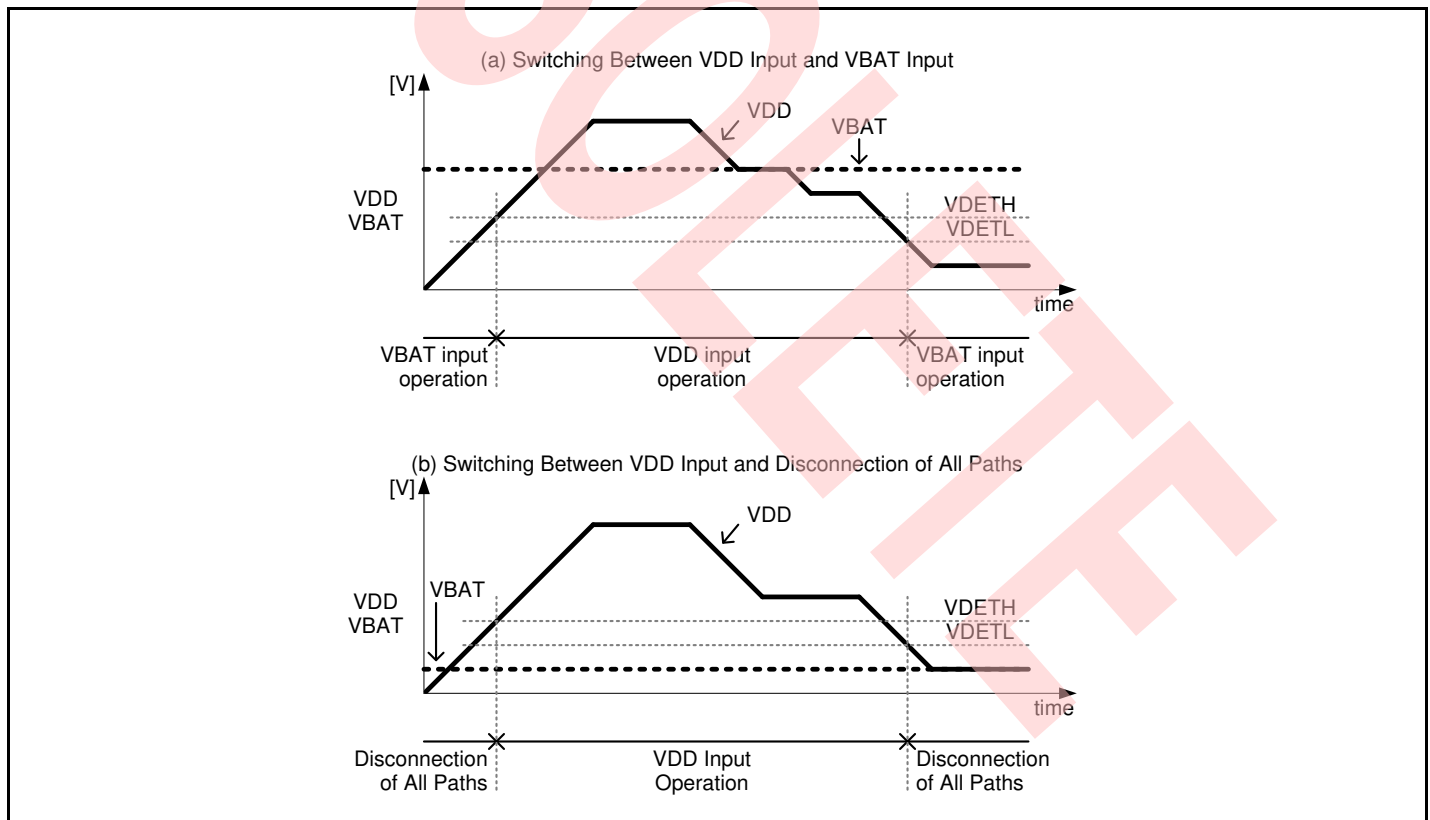 (a) Switching Between VDD Input and VBAT Input
[V]
VDD
VBAT
VDD
VBAT
VDETH
VDETL
time
VBAT input
operation
VDD input
operation
VBAT input
operation
(b) Switching Between VDD Input and Disconnection of All Paths
[V]
VDD
VBAT
VDD
VBAT
VDETH
VDETL
time
Disconnection
of All Paths
VDD Input
Operation
Disconnection
of All Paths
SOLETE